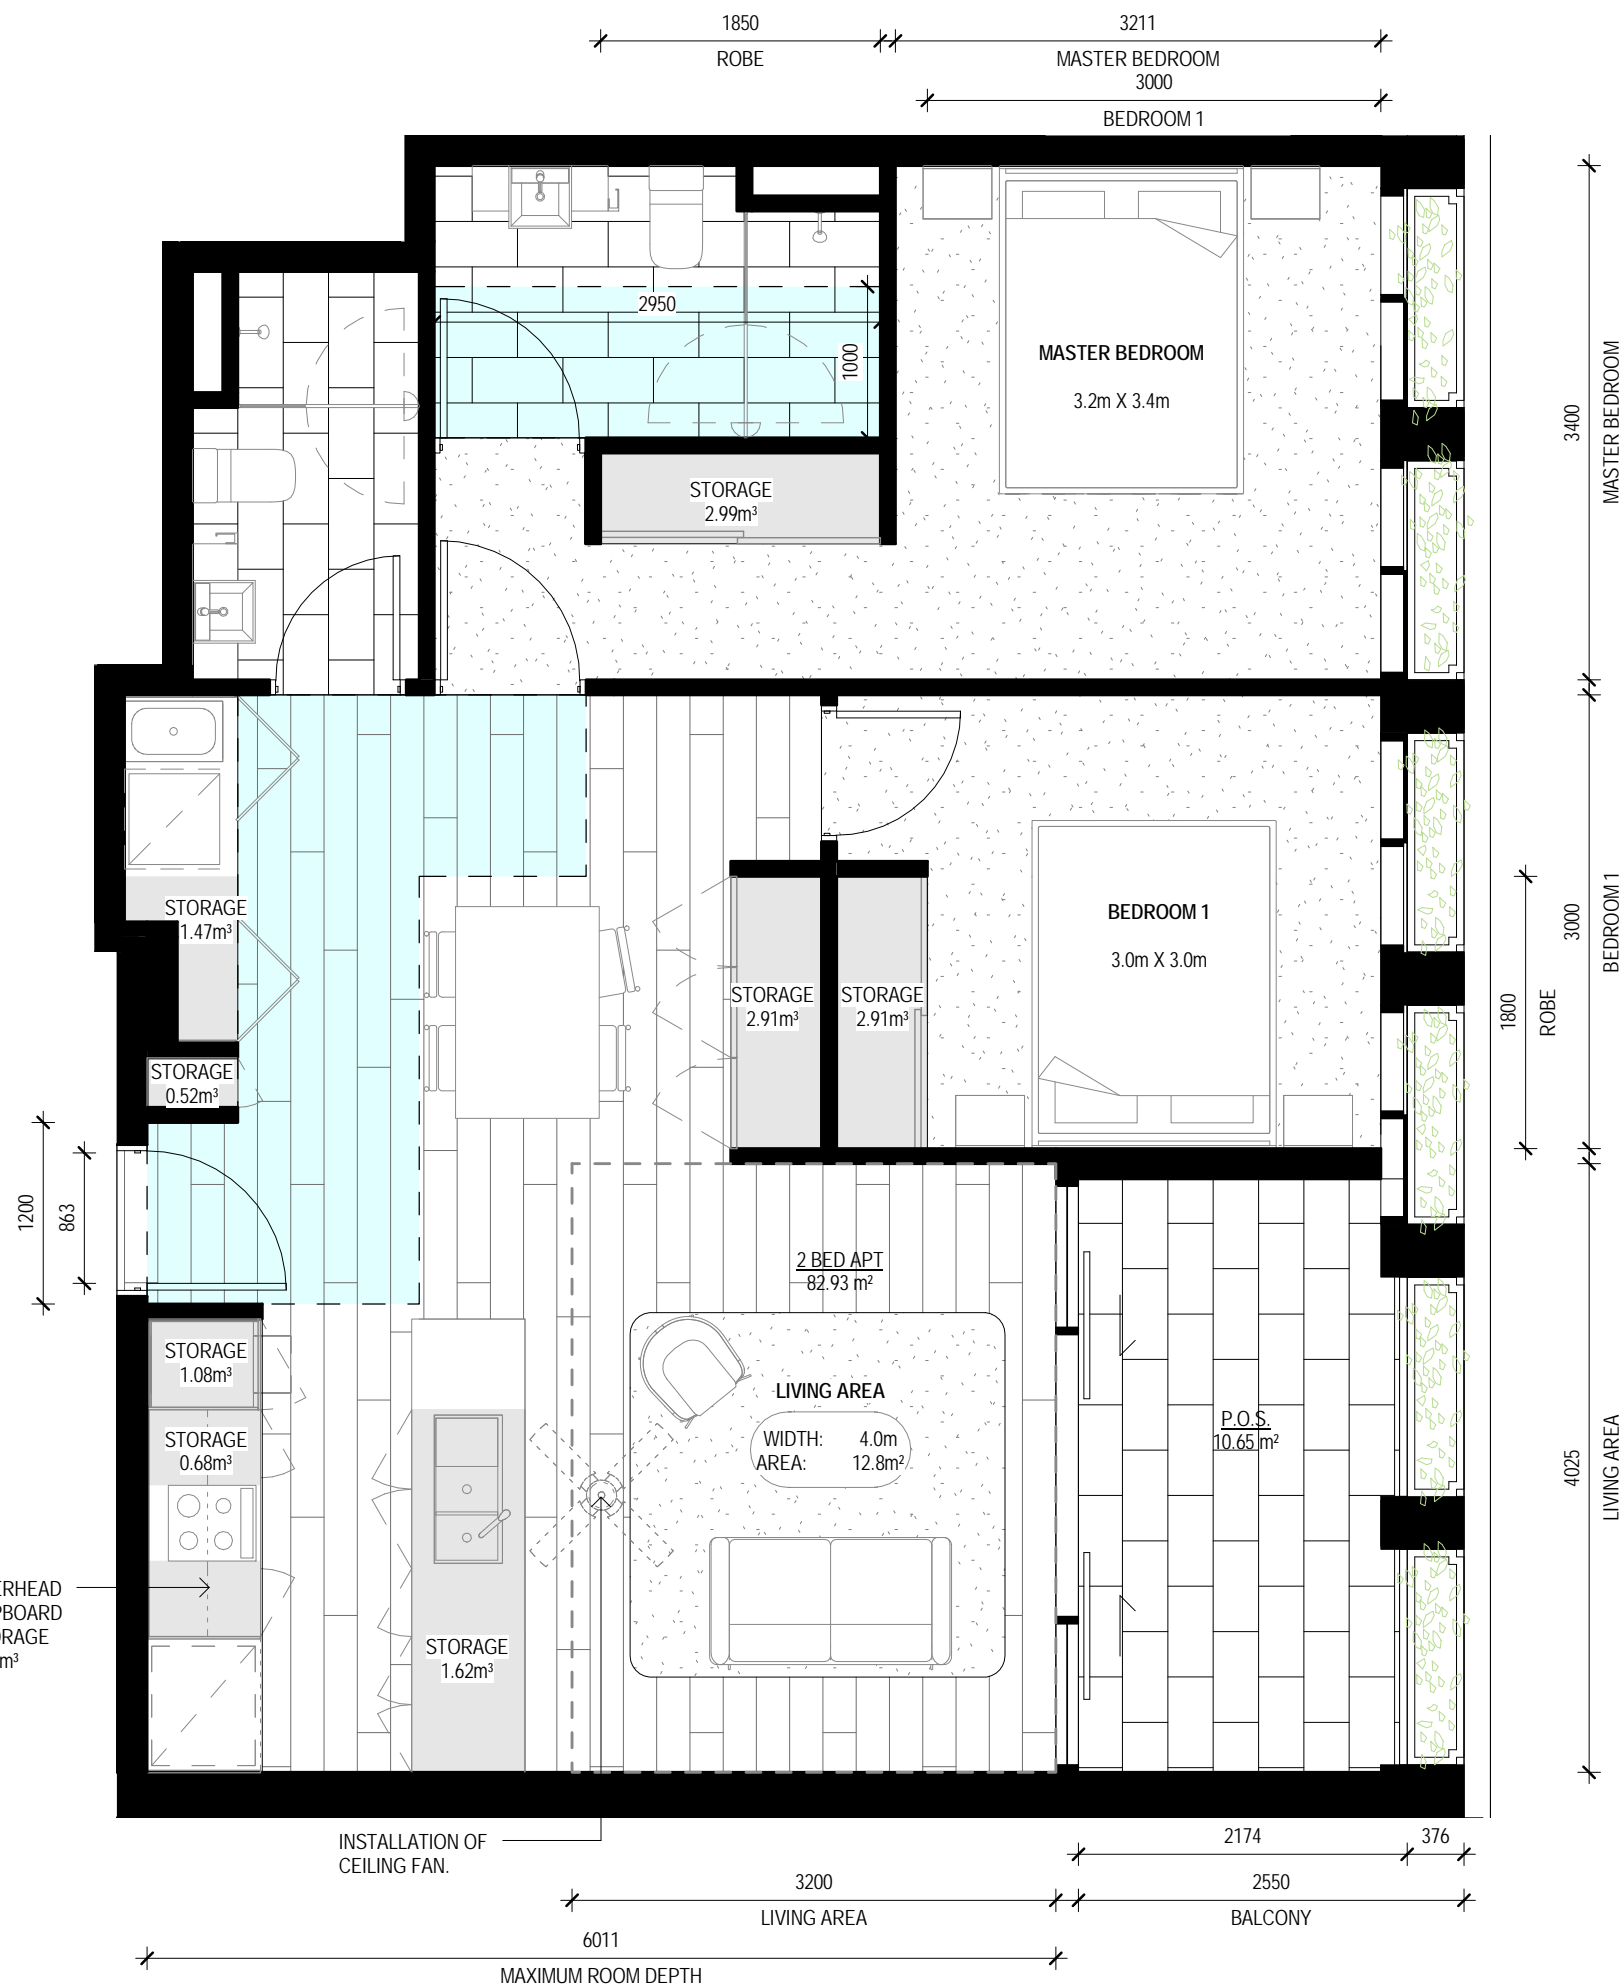 1850
ROBE
3211
MASTER BEDROOM
3000
BEDROOM 1
2950
1000
MASTER BEDROOM
3.2m X 3.4m
3400
MASTER BEDROOM
STORAGE
2.99m³
STORAGE
1.47m³
BEDROOM 1
3.0m X 3.0m
STORAGE
2.91m³
STORAGE
2.91m³
1800
ROBE
3000
BEDROOM 1
STORAGE
0.52m³
1200
863
2 BED APT
82.93 m²
STORAGE
1.08m³
LIVING AREA
WIDTH: 4.0m
AREA: 12.8m²
P.O.S.
10.65 m²
4025
LIVING AREA
STORAGE
0.68m³
STORAGE
1.62m³
INSTALLATION OF
CEILING FAN.
2174
376
3200
LIVING AREA
2550
BALCONY
6011
MAXIMUM ROOM DEPTH